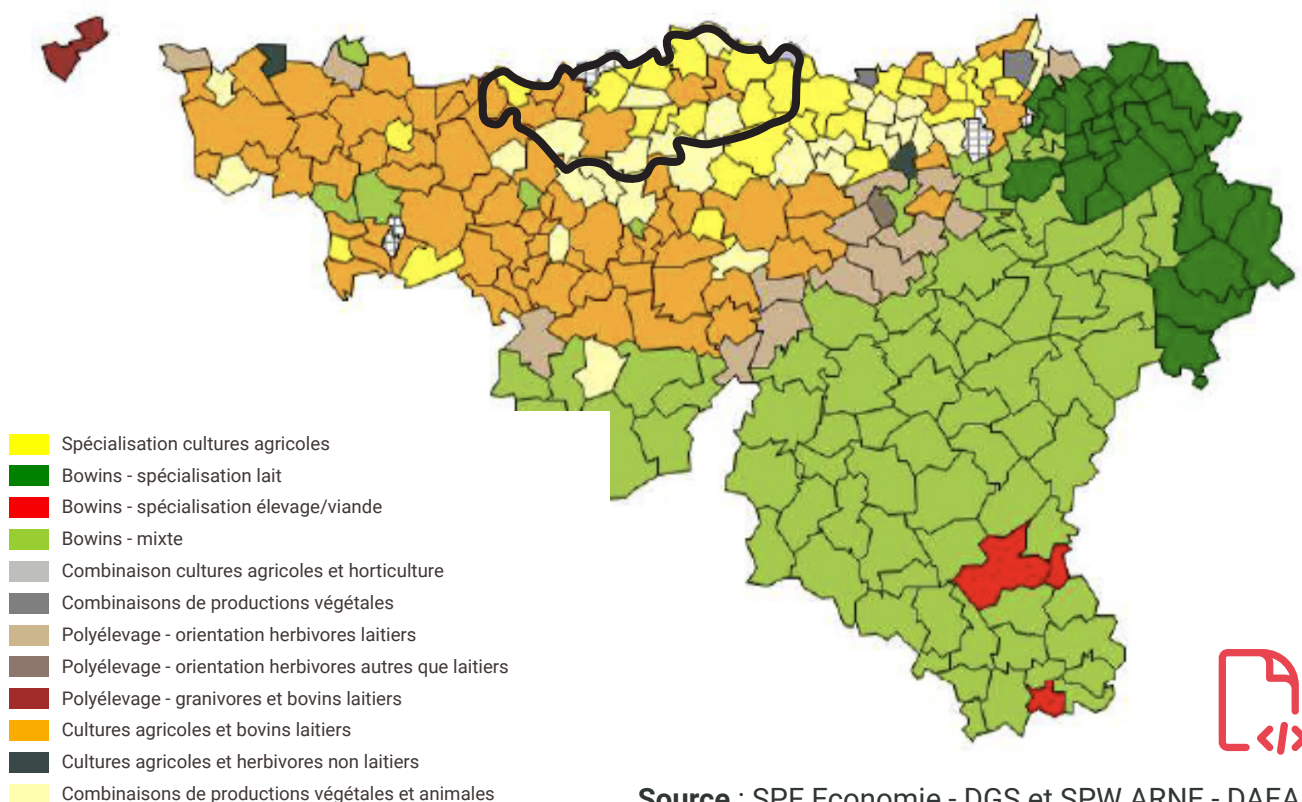 Spécialisation cultures agricoles
Bowins - spécialisation lait
Bowins - spécialisation élevage/viande
Bowins - mixte
Combinaison cultures agricoles et horticulture
Combinaisons de productions végétales
Polyélevage - orientation herbivores laitiers
Polyélevage - orientation herbivores autres que laitiers
Polyélevage - granivores et bovins laitiers
Cultures agricoles et bovins laitiers
Cultures agricoles et herbivores non laitiers
Combinaisons de productions végétales et animales
</>
Source : SPF Economie - DGS et SPW ARNE - DAEA